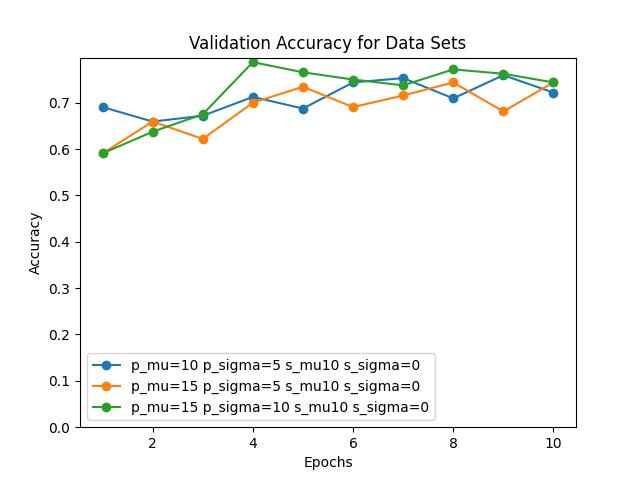 Validation Accuracy for Data Sets
0.7
0.6
0.5
0.4
0.3
0.2
0.1
0.0
Accuracy
p_mu=10 p_sigma=5 s_mu10 s_sigma=0
p_mu=15 p_sigma=5 s_mu10 s_sigma=0
p_mu=15 p_sigma=10 s_mu10 s_sigma=0
2 4 6 8 10
Epochs